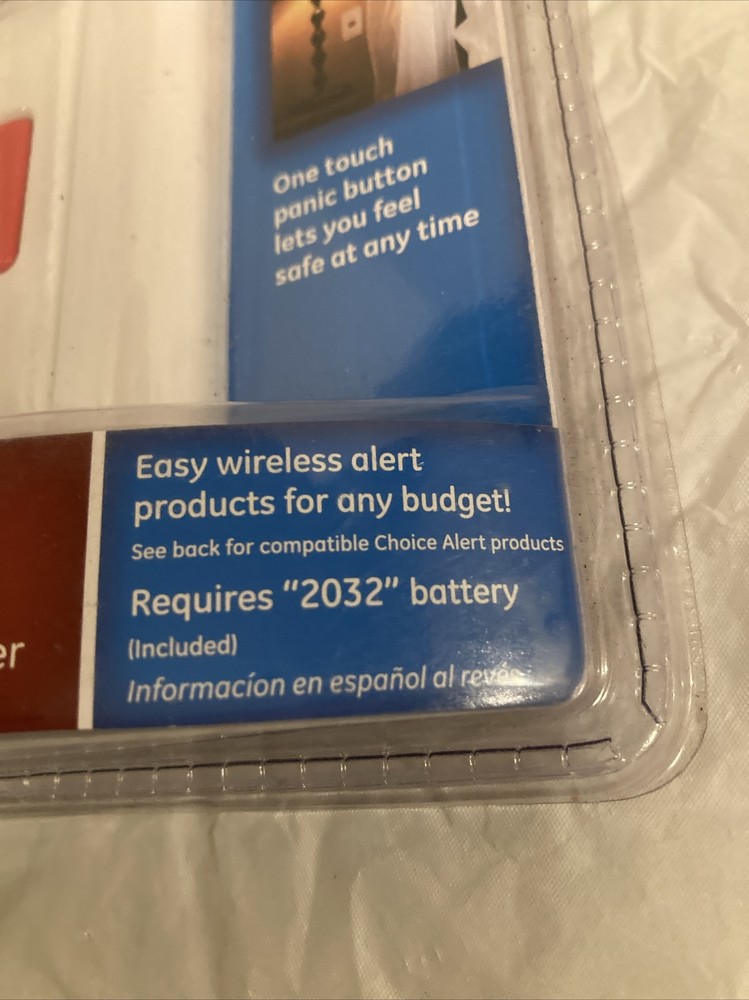 One touch
panic button
lets you feel
safe at any time
Easy wireless alert
products for any budget!
See back for compatible Choice Alert products
Requires "2032" battery
(Included)
er
Informacíon en español al revés